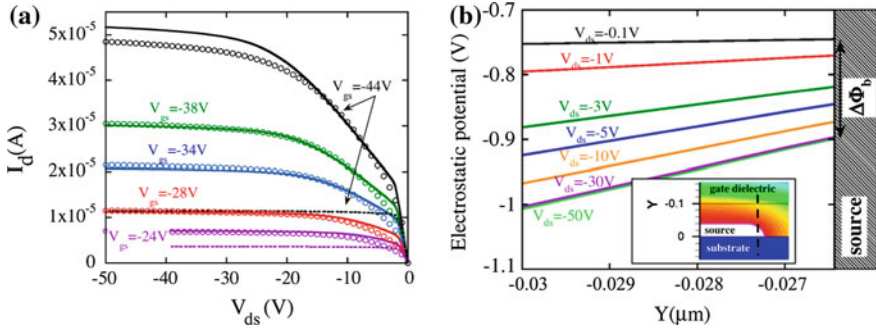 (a)
I_d(A)
5x10⁻⁵
4x10⁻⁵
3x10⁻⁵
2x10⁻⁵
1x10⁻⁵
0
V_gs=-44V
V_gs=-38V
V_gs=-34V
V_gs=-28V
V_gs=-24V
-50 -40 -30 -20 -10 0
V_ds (V)
(b)
Electrostatic potential (V)
-0.7
-0.8
-0.9
-1
-1.1
V_ds=-0.1V
V_ds=-1V
V_ds=-3V
V_ds=-5V
V_ds=-10V
V_ds=-30V
V_ds=-50V
ΔΦ_b
source
gate dielectric
Y
-0.1
source
0
substrate
-0.03 -0.029 -0.028 -0.027
Y(μm)